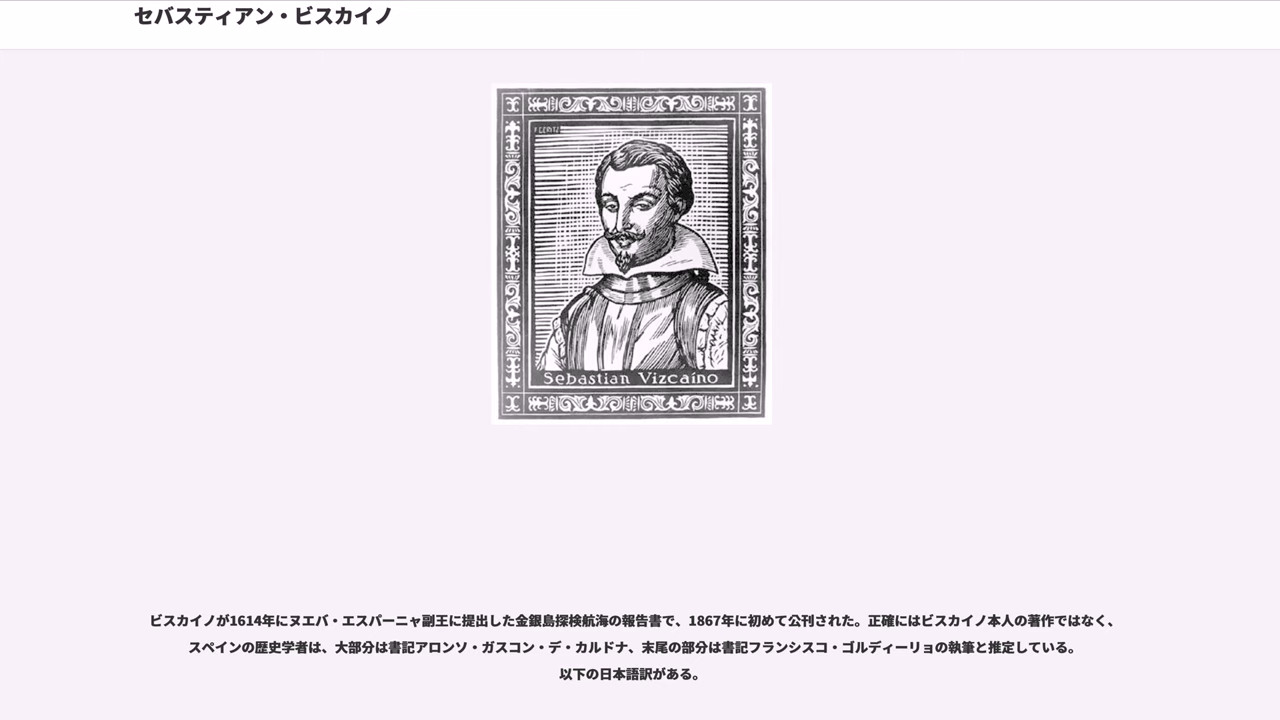 セバスティアン・ビスカイノ
Sebastian Vizcaíno
ビスカイノが1614年にヌエバ・エスパーニャ副王に提出した金銀島探検航海の報告書で、1867年に初めて公刊された。正確にはビスカイノ本人の著作ではなく、
スペインの歴史学者は、大部分は書記アロンソ・ガスコン・デ・カルドナ、末尾の部分は書記フランシスコ・ゴルディーリョの執筆と推定している。
以下の日本語訳がある。